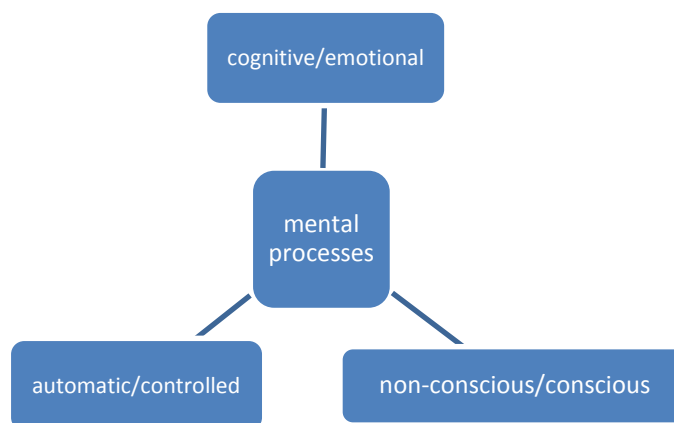 cognitive/emotional
mental
processes
automatic/controlled
non-conscious/conscious